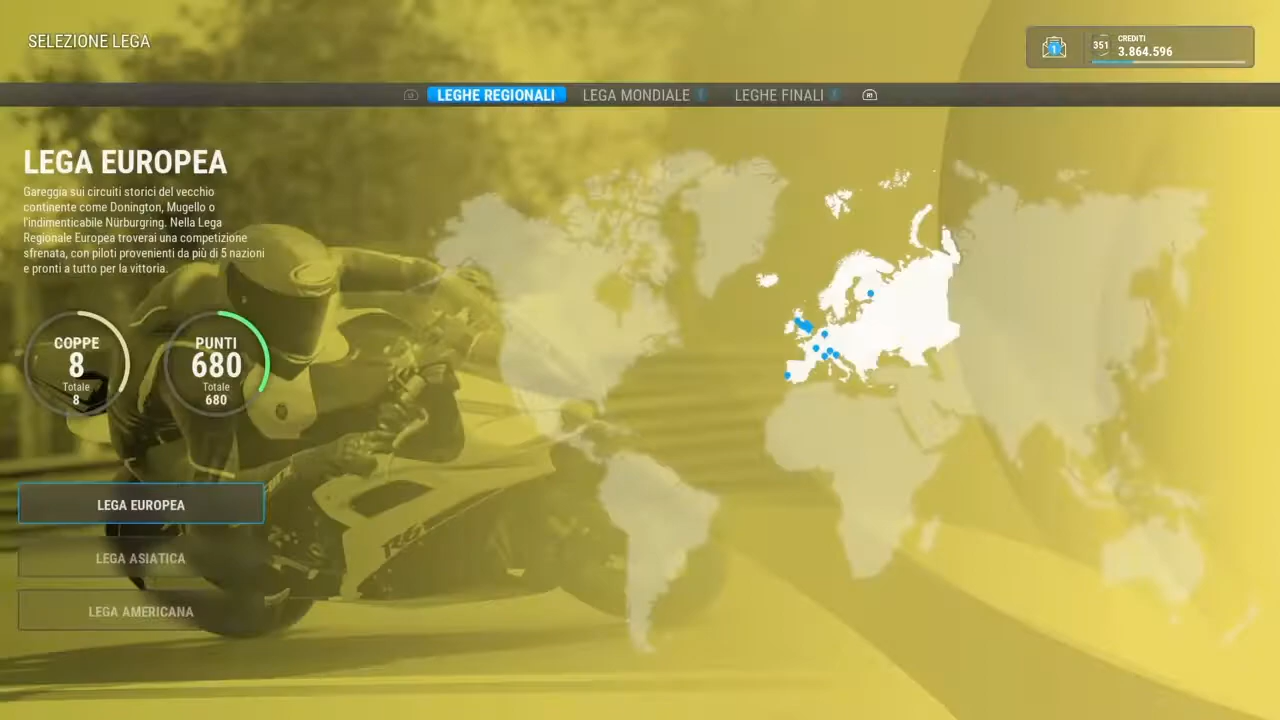 SELEZIONE LEGA
1
351
CREDITI
3.864.596
LEGHE REGIONALI
LEGA MONDIALE
LEGHE FINALI
LEGA EUROPEA
Gareggia sui circuiti storici del vecchio
continente come Donington, Mugello o
l'indimenticabile Nürburgring. Nella Lega
Regionale Europea troverai una competizione
sfrenata, con piloti provenienti da più di 5 nazioni
e pronti a tutto per la vittoria.
COPPE
8
Totale
8
PUNTI
680
Totale
680
LEGA EUROPEA
LEGA ASIATICA
LEGA AMERICANA